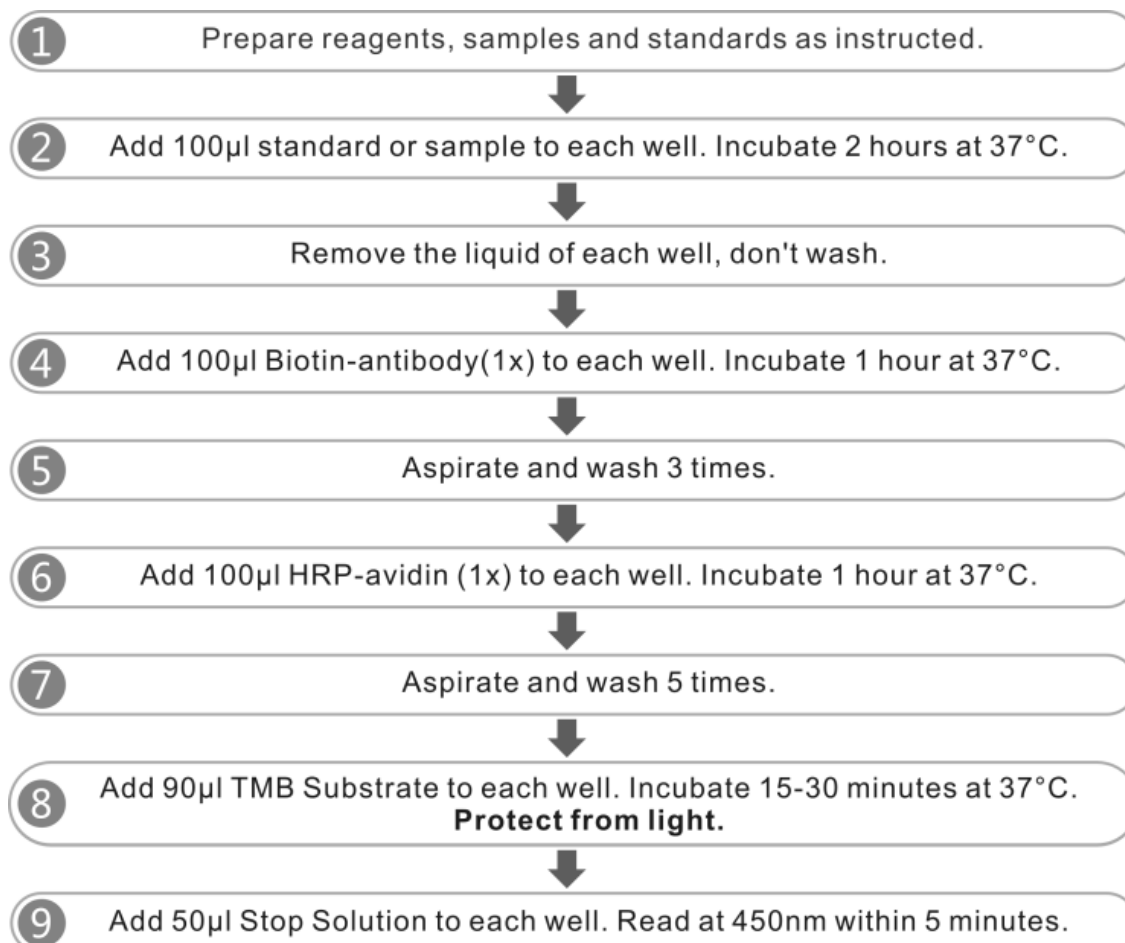 1 Prepare reagents, samples and standards as instructed.
2 Add 100μl standard or sample to each well. Incubate 2 hours at 37°C.
3 Remove the liquid of each well, don't wash.
4 Add 100μl Biotin-antibody(1x) to each well. Incubate 1 hour at 37°C.
5 Aspirate and wash 3 times.
6 Add 100μl HRP-avidin (1x) to each well. Incubate 1 hour at 37°C.
7 Aspirate and wash 5 times.
8 Add 90μl TMB Substrate to each well. Incubate 15-30 minutes at 37°C.
Protect from light.
9 Add 50μl Stop Solution to each well. Read at 450nm within 5 minutes.